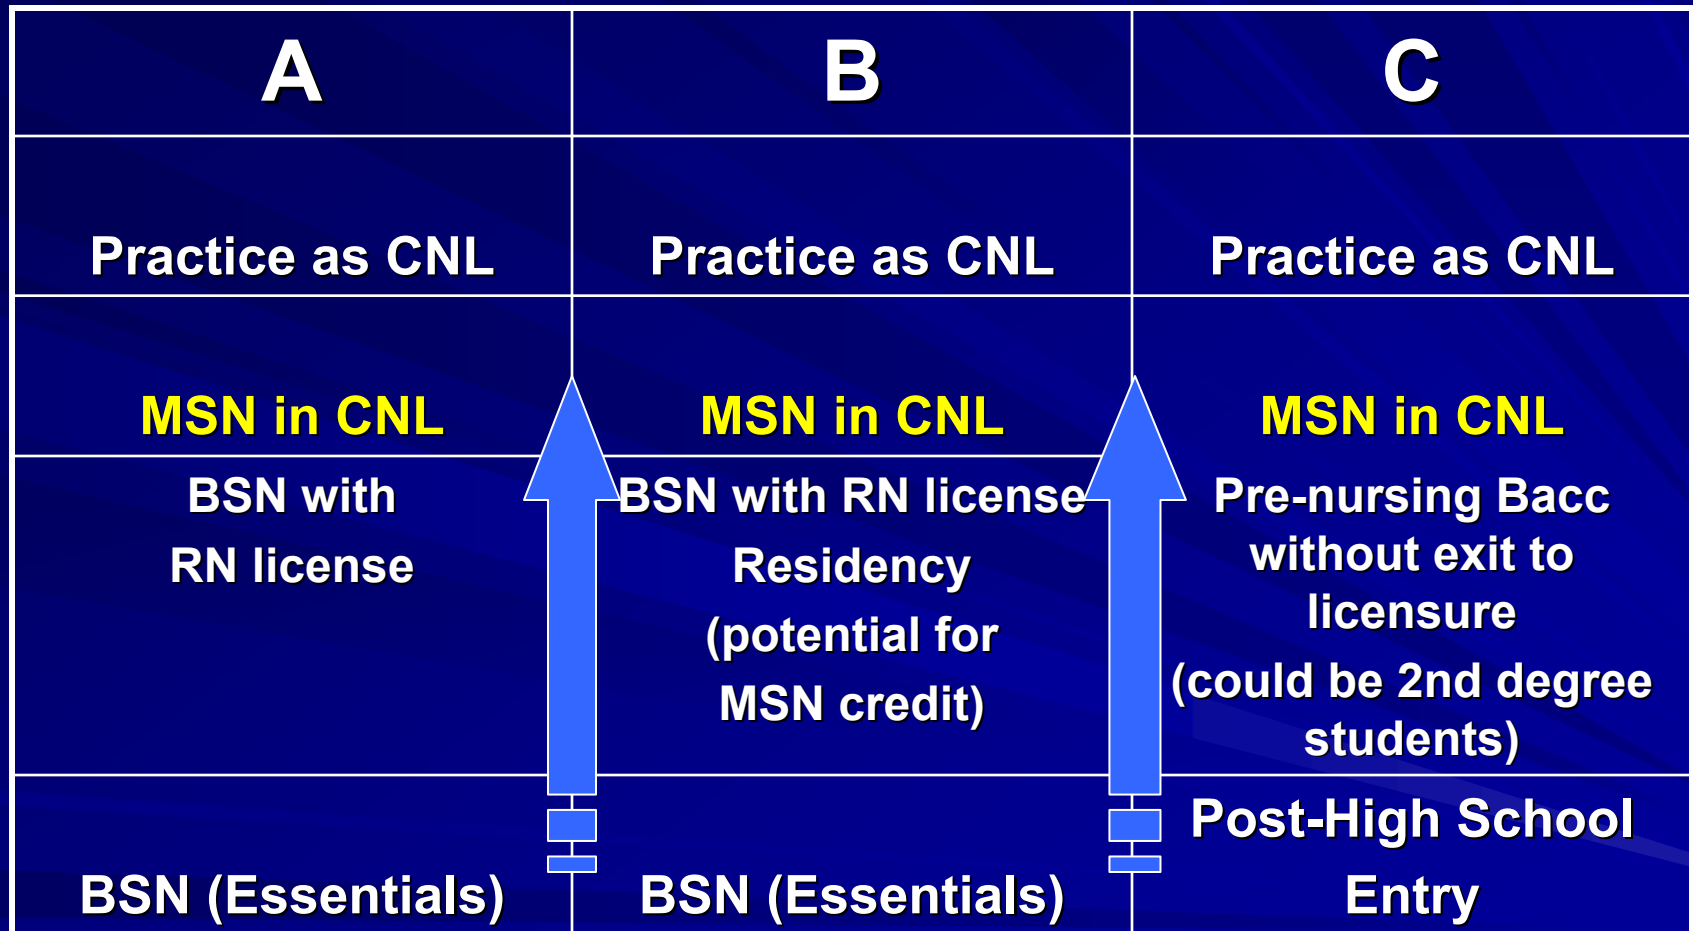 A
B
C
Practice as CNL
Practice as CNL
Practice as CNL
MSN in CNL
MSN in CNL
MSN in CNL
BSN with
RN license
BSN with RN license
Residency
(potential for
MSN credit)
Pre-nursing Bacc
without exit to
licensure
(could be 2nd degree
students)
BSN (Essentials)
BSN (Essentials)
Post-High School
Entry